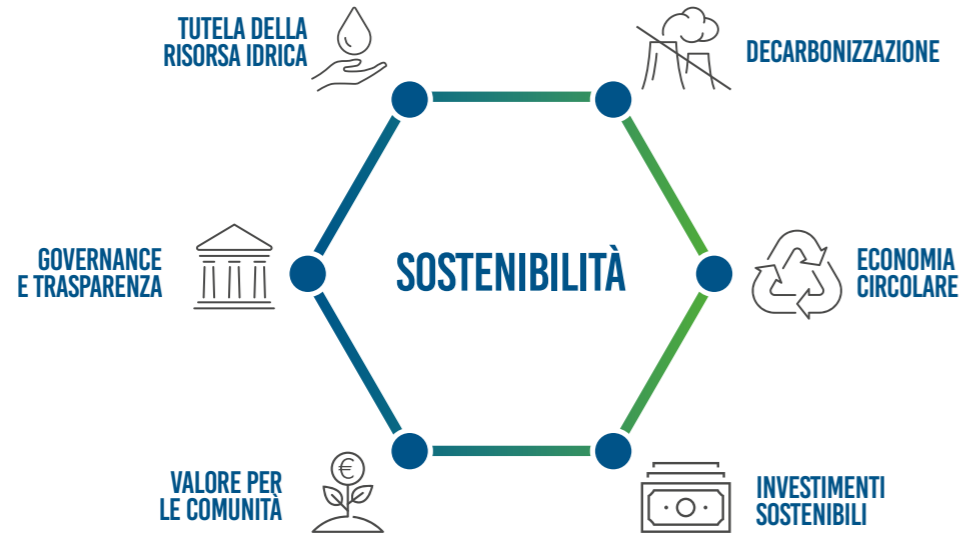 TUTELA DELLA
RISORSA IDRICA
DECARBONIZZAZIONE
GOVERNANCE
E TRASPARENZA
SOSTENIBILITÀ
ECONOMIA
CIRCOLARE
VALORE PER
LE COMUNITÀ
€
INVESTIMENTI
SOSTENIBILI